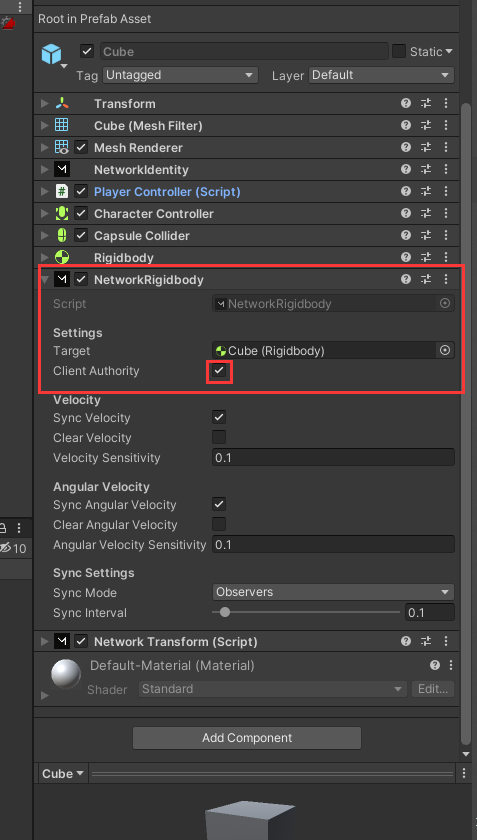 Root in Prefab Asset
Cube Static
Tag Untagged Layer Default
Transform
Cube (Mesh Filter)
Mesh Renderer
NetworkIdentity
# Player Controller (Script)
Character Controller
Capsule Collider
Rigidbody
NetworkRigidbody
Script NetworkRigidbody
Settings
Target Cube (Rigidbody)
Client Authority
Velocity
Sync Velocity
Clear Velocity
Velocity Sensitivity 0.1
Angular Velocity
Sync Angular Velocity
Clear Angular Velocity
10 Angular Velocity Sensitivity 0.1
Sync Settings
Sync Mode Observers
Sync Interval 0.1
Network Transform (Script)
Default-Material (Material)
Shader Standard Edit...
Add Component
Cube